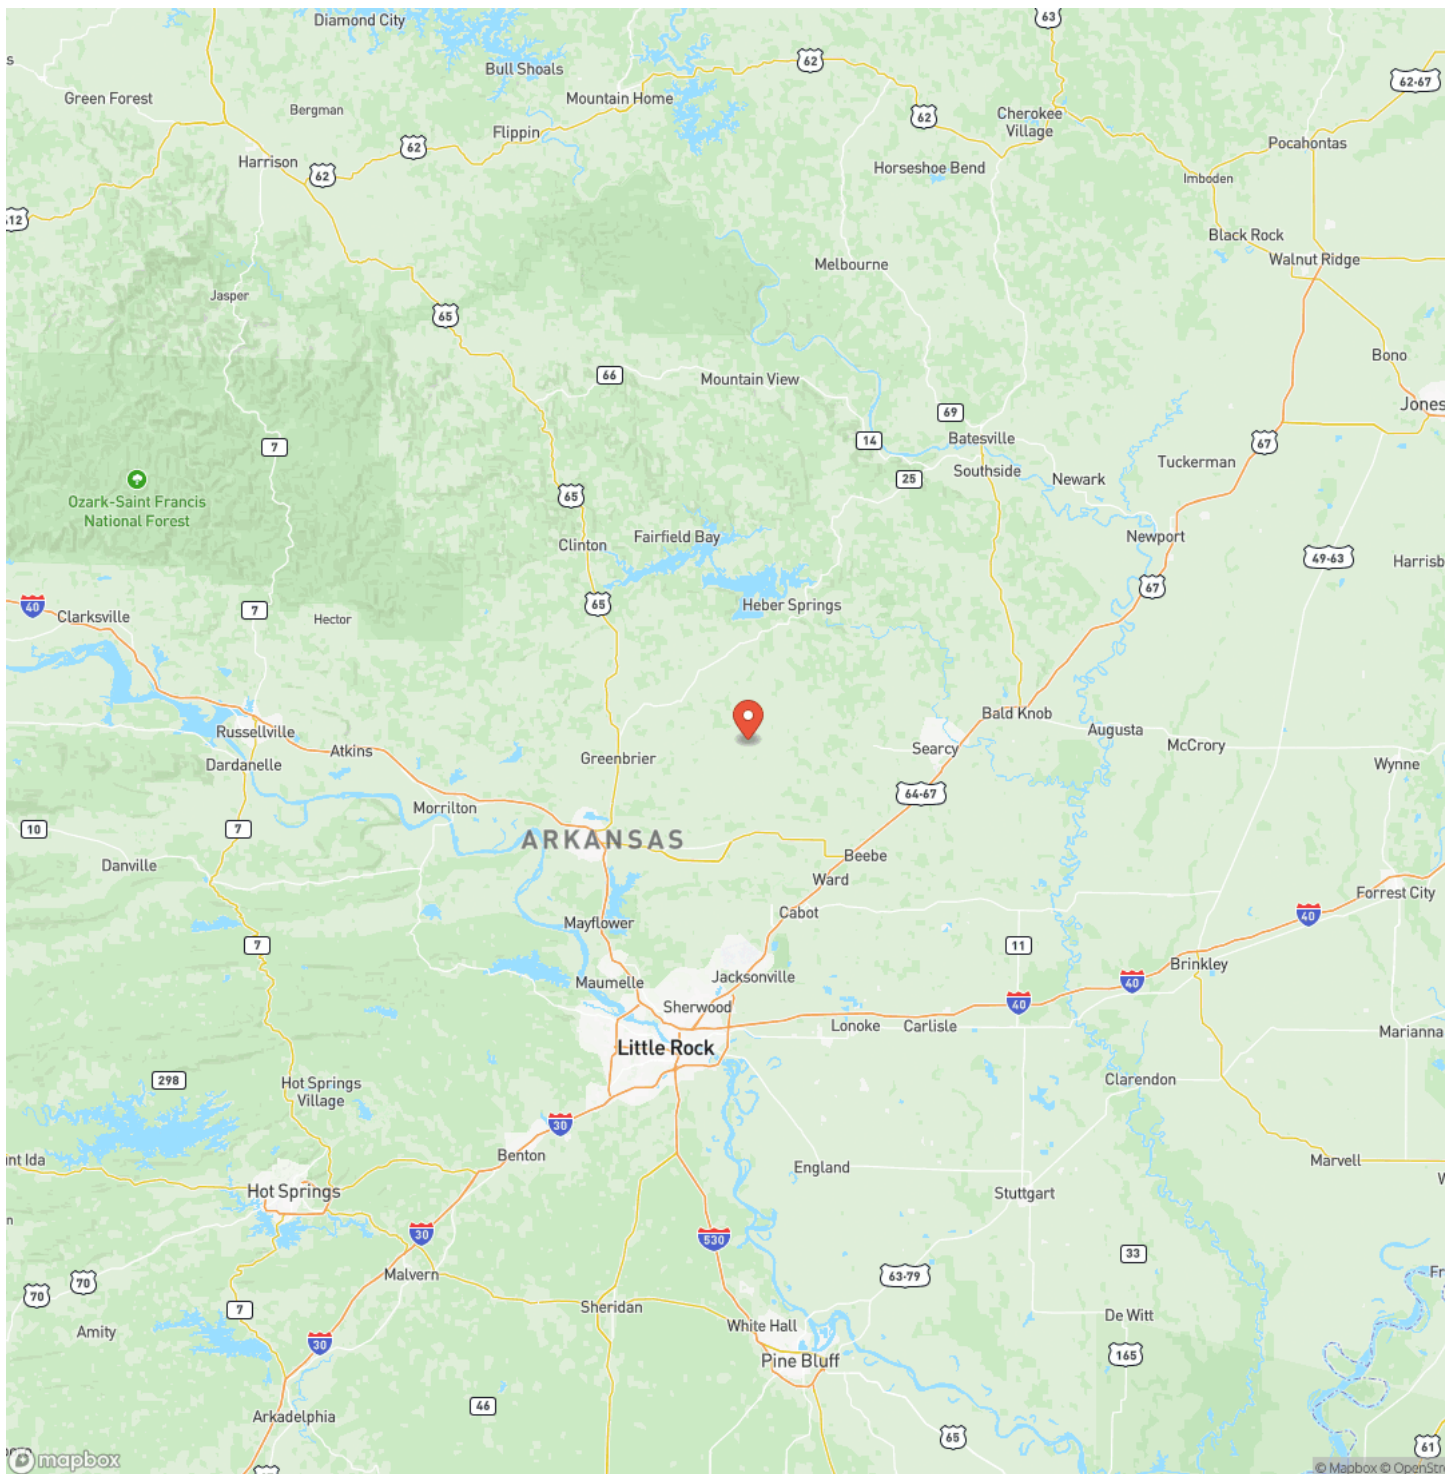 Diamond City
63
Bull Shoals
62
62-67
Green Forest
Mountain Home
Bergman
62
Cherokee
Village
Flippin
62
Pocahontas
Harrison
62
Horseshoe Bend
Imboden
412
Black Rock
Melbourne
Walnut Ridge
Jasper
65
Bono
66
Mountain View
Jones
69
14
Batesville
67
7
Southside
Tuckerman
Ozark-Saint Francis
National Forest
25
Newark
65
Fairfield Bay
Clinton
Newport
49-63
Harrisb
67
40
Clarksville
7
65
Heber Springs
Hector
Bald Knob
Russellville
Atkins
Augusta
McCrory
Searcy
Dardanelle
Greenbrier
Wynne
64-67
Morrilton
10
7
ARKANSAS
Danville
Beebe
Ward
Forrest City
Cabot
40
Mayflower
7
11
Brinkley
Jacksonville
Maumelle
40
Sherwood
40
Lonoke
Carlisle
Marianna
Little Rock
298
Hot Springs
Village
Clarendon
30
Benton
nt Ida
England
Marvell
Hot Springs
Stuttgart
W
n
30
530
33
Malvern
63-79
Fr
70
70
7
Sheridan
De Witt
Amity
White Hall
30
Pine Bluff
165
46
Arkadelphia
65
61
mapbox
© Mapbox © OpenStre